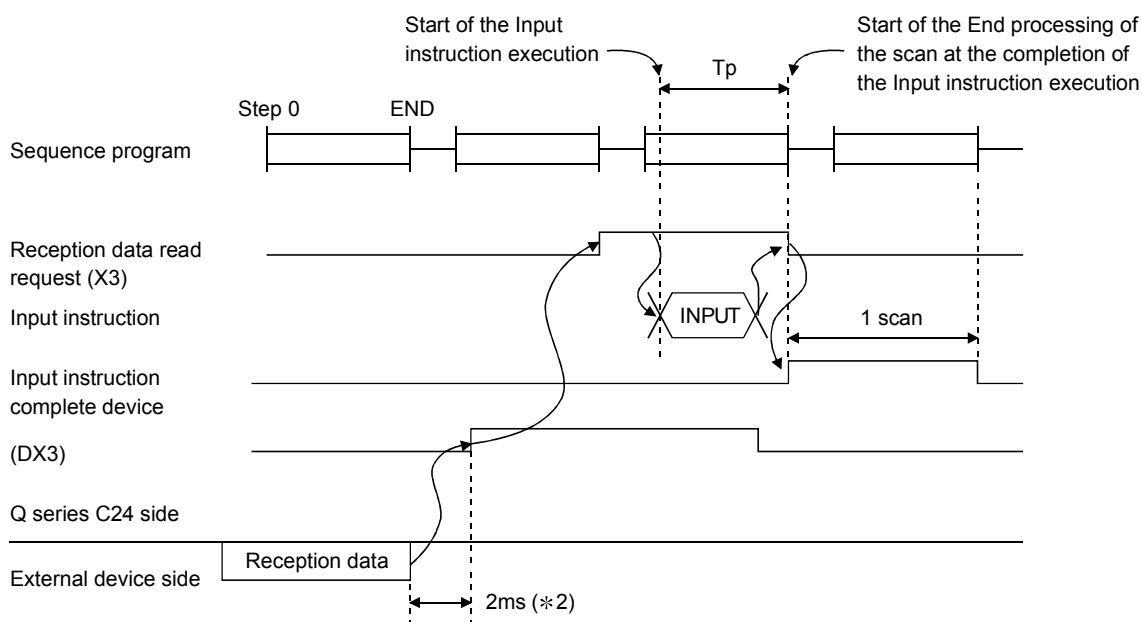 Start of the Input
instruction execution
Start of the End processing of
the scan at the completion of
the Input instruction execution
Tp
Step 0
END
Sequence program
Reception data read
request (X3)
Input instruction
INPUT
1 scan
Input instruction
complete device
(DX3)
Q series C24 side
Reception data
External device side
2ms (*2)